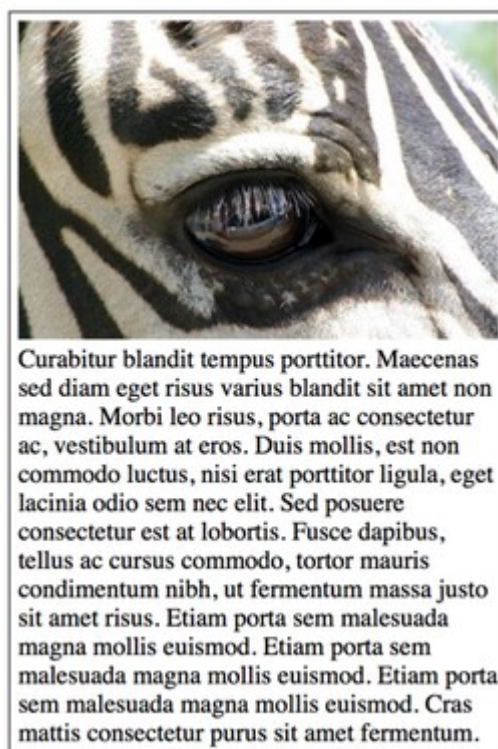 Curabitur blandit tempus porttitor. Maecenas
sed diam eget risus varius blandit sit amet non
magna. Morbi leo risus, porta ac consectetur
ac, vestibulum at eros. Duis mollis, est non
commodo luctus, nisi erat porttitor ligula, eget
lacinia odio sem nec elit. Sed posuere
consectetur est at lobortis. Fusce dapibus,
tellus ac cursus commodo, tortor mauris
condimentum nibh, ut fermentum massa justo
sit amet risus. Etiam porta sem malesuada
magna mollis euismod. Etiam porta sem
malesuada magna mollis euismod. Etiam porta
sem malesuada magna mollis euismod. Cras
mattis consectetur purus sit amet fermentum.